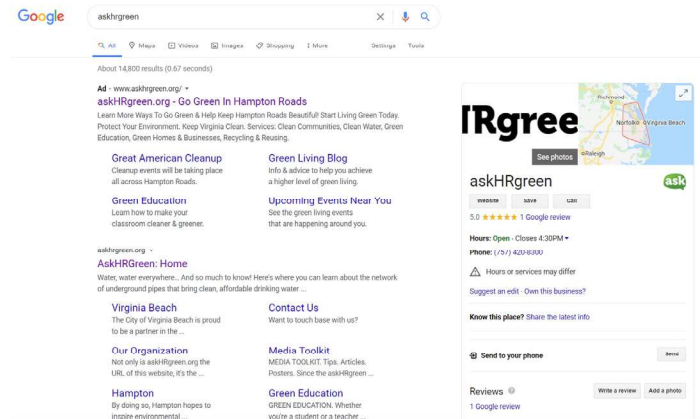 Google
askhrgreen
All Maps Videos Images Shopping More Settings Tools
About 14,800 results (0.67 seconds)
Ad · www.askhrgreen.org/
askHRgreen.org - Go Green In Hampton Roads
Learn More Ways To Go Green & Help Keep Hampton Roads Beautiful! Start Living Green Today.
Protect Your Environment. Keep Virginia Clean. Services: Clean Communities, Clean Water, Green
Education, Green Homes & Businesses, Recycling & Reusing.
Great American Cleanup
Cleanup events will be taking place
all across Hampton Roads.
Green Living Blog
Info & advice to help you achieve
a higher level of green living.
Green Education
Learn how to make your
classroom cleaner & greener.
Upcoming Events Near You
See the green living events
that are happening around you.
askhrgreen.org
AskHRGreen: Home
Water, water everywhere... And so much to know! Here's where you can learn about the network
of underground pipes that bring clean, affordable drinking water ...
Virginia Beach
The City of Virginia Beach is proud
to be a partner in the ...
Contact Us
Want to touch base with us?
Our Organization
Not only is askHRgreen.org the
URL of this website, it's the ...
Media Toolkit
MEDIA TOOLKIT. Tips. Articles.
Posters. Since the askHRgreen ...
Hampton
By doing so, Hampton hopes to
inspire environmental ...
Green Education
GREEN EDUCATION. Whether
you're a student or a teacher ...
HRgree
See photos
Richmond
Norfolk
Virginia Beach
Raleigh
askHRgreen
ask
Website Save Call
5.0 1 Google review
Hours: Open · Closes 4:30PM
Phone: (757) 420-8300
Hours or services may differ
Suggest an edit · Own this business?
Know this place? Share the latest info
Send to your phone Send
Reviews Write a review Add a photo
1 Google review